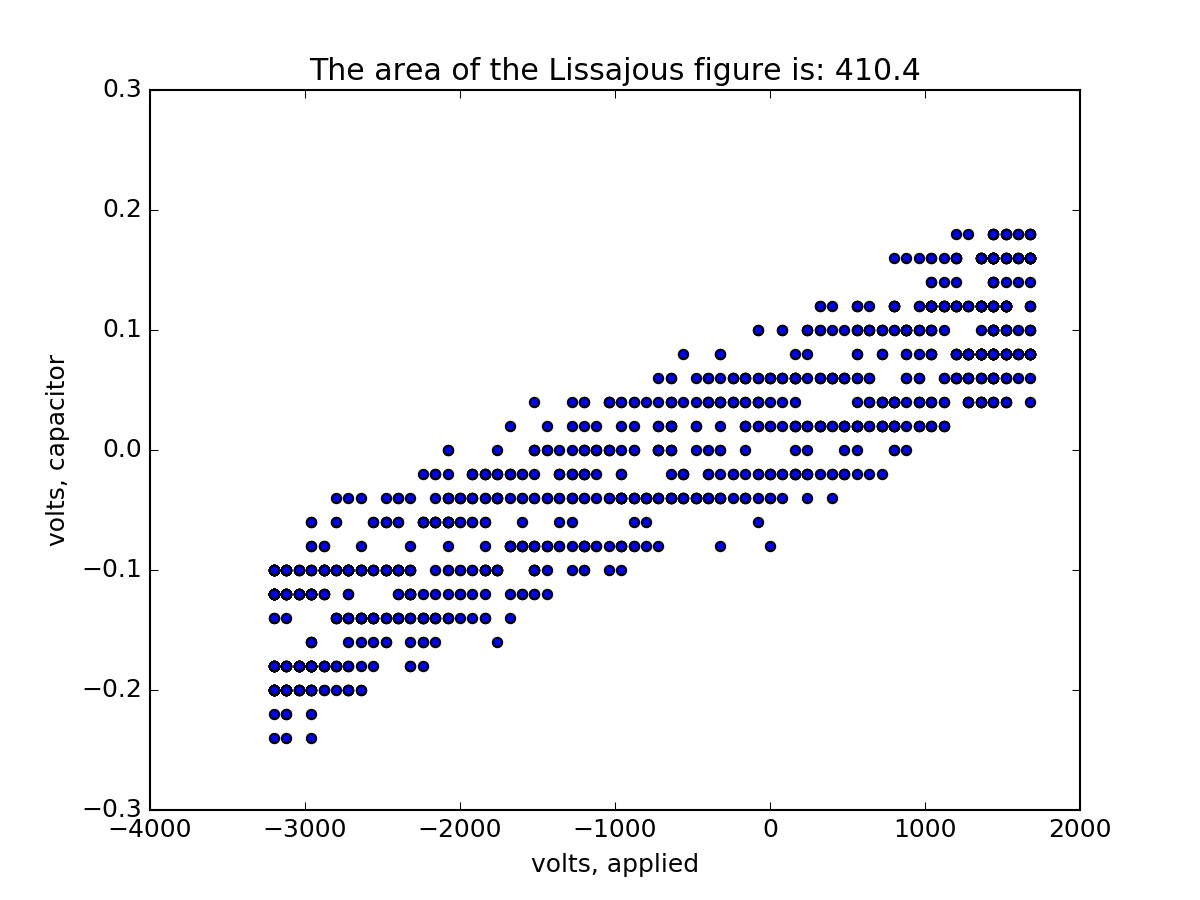 The area of the Lissajous figure is: 410.4
0.3
0.2
0.1
0.0
−0.1
−0.2
−0.3
volts, capacitor
−4000 −3000 −2000 −1000 0 1000 2000
volts, applied